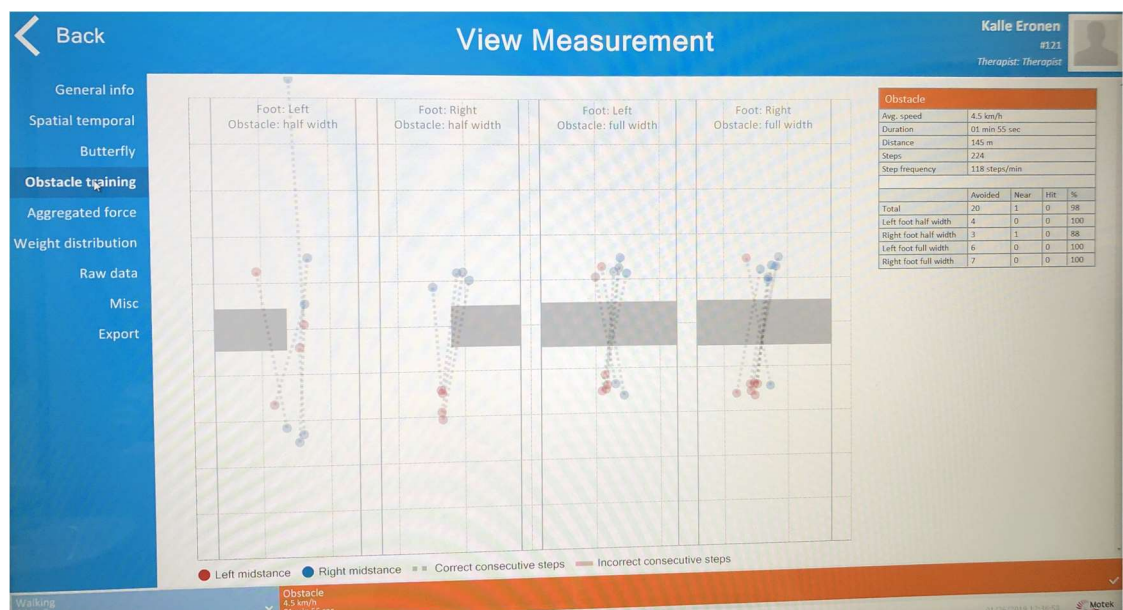 Back
View Measurement
Kalle Eronen
#121
Therapist: Therapist
General info
Spatial temporal
Butterfly
Obstacle training
Aggregated force
Weight distribution
Raw data
Misc
Export
Foot: Left
Obstacle: half width
Foot: Right
Obstacle: half width
Foot: Left
Obstacle: full width
Foot: Right
Obstacle: full width
Obstacle
Avg. speed 4.5 km/h
Duration 01 min 55 sec
Distance 145 m
Steps 224
Step frequency 118 steps/min
Avoided Near Hit %
Total 20 1 0 98
Left foot half width 4 0 0 100
Right foot half width 3 1 0 88
Left foot full width 6 0 0 100
Right foot full width 7 0 0 100
Left midstance Right midstance Correct consecutive steps Incorrect consecutive steps
Walking
Obstacle
4.5 km/h
Motek